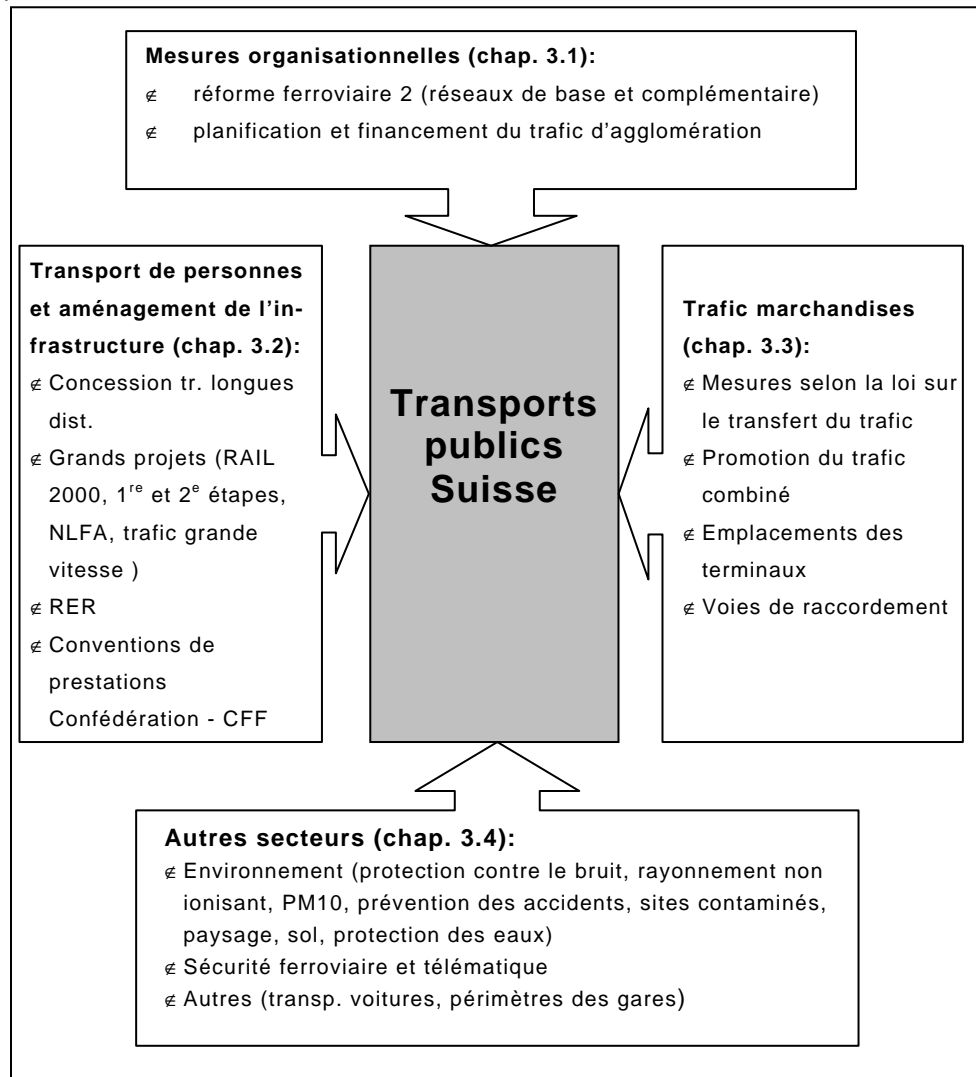 Mesures organisationnelles (chap. 3.1):
∉ réforme ferroviaire 2 (réseaux de base et complémentaire)
∉ planification et financement du trafic d'agglomération
Transport de personnes
et aménagement de l'in-
frastructure (chap. 3.2):
∉ Concession tr. longues
dist.
∉ Grands projets (RAIL
2000, 1re et 2e étapes,
NLFA, trafic grande
vitesse )
∉ RER
∉ Conventions de
prestations
Confédération - CFF
Transports
publics
Suisse
Trafic marchandises
(chap. 3.3):
∉ Mesures selon la loi sur
le transfert du trafic
∉ Promotion du trafic
combiné
∉ Emplacements des
terminaux
∉ Voies de raccordement
Autres secteurs (chap. 3.4):
∉ Environnement (protection contre le bruit, rayonnement non
ionisant, PM10, prévention des accidents, sites contaminés,
paysage, sol, protection des eaux)
∉ Sécurité ferroviaire et télématique
∉ Autres (transp. voitures, périmètres des gares)